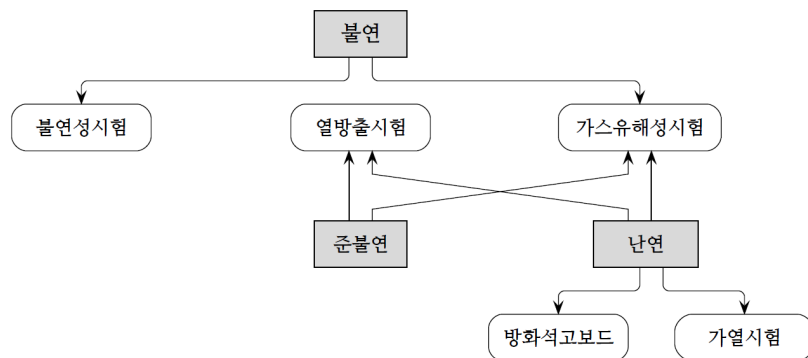 불연
불연성시험
열방출시험
가스유해성시험
준불연
난연
방화석고보드
가열시험